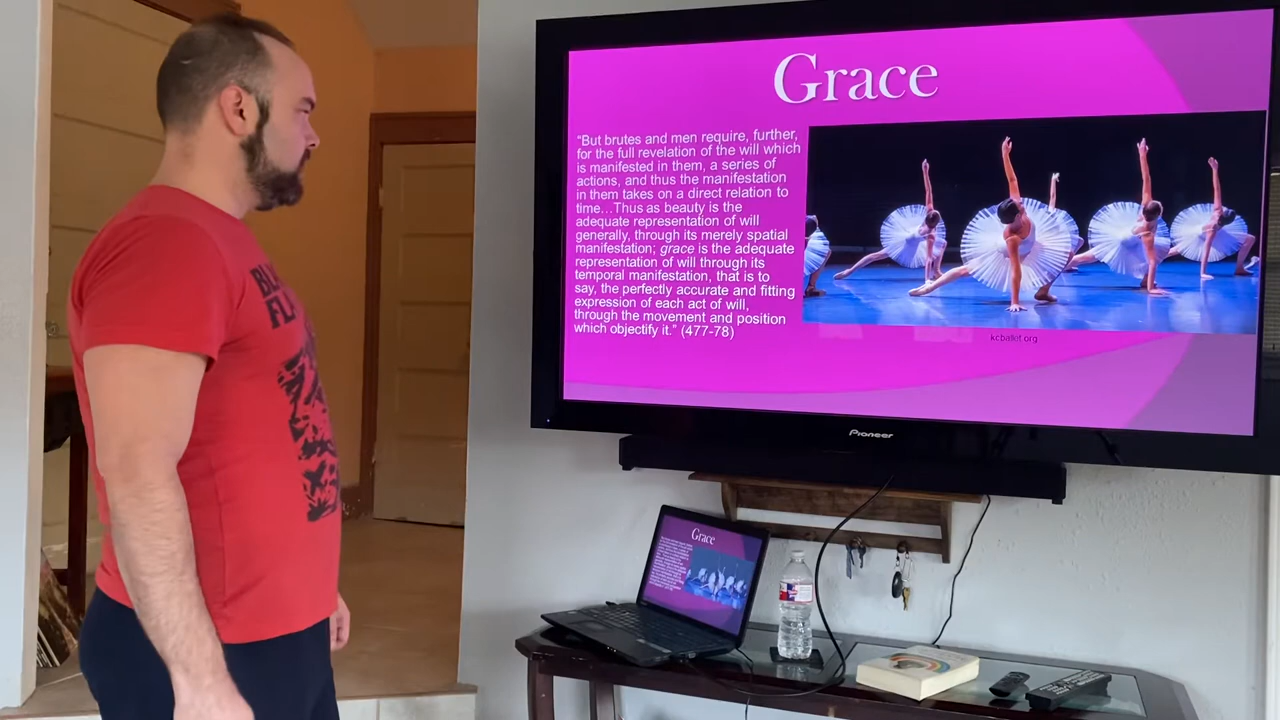 Grace
"But brutes and men require, further,
for the full revelation of the will which
is manifested in them, a series of
actions, and thus the manifestation
in them takes on a direct relation to
time…Thus as beauty is the
adequate representation of will
generally, through its merely spatial
manifestation; grace is the adequate
representation of will through its
temporal manifestation, that is to
say, the perfectly accurate and fitting
expression of each act of will,
through the movement and position
which objectify it." (477-78)
kcballet.org
Pioneer
Grace